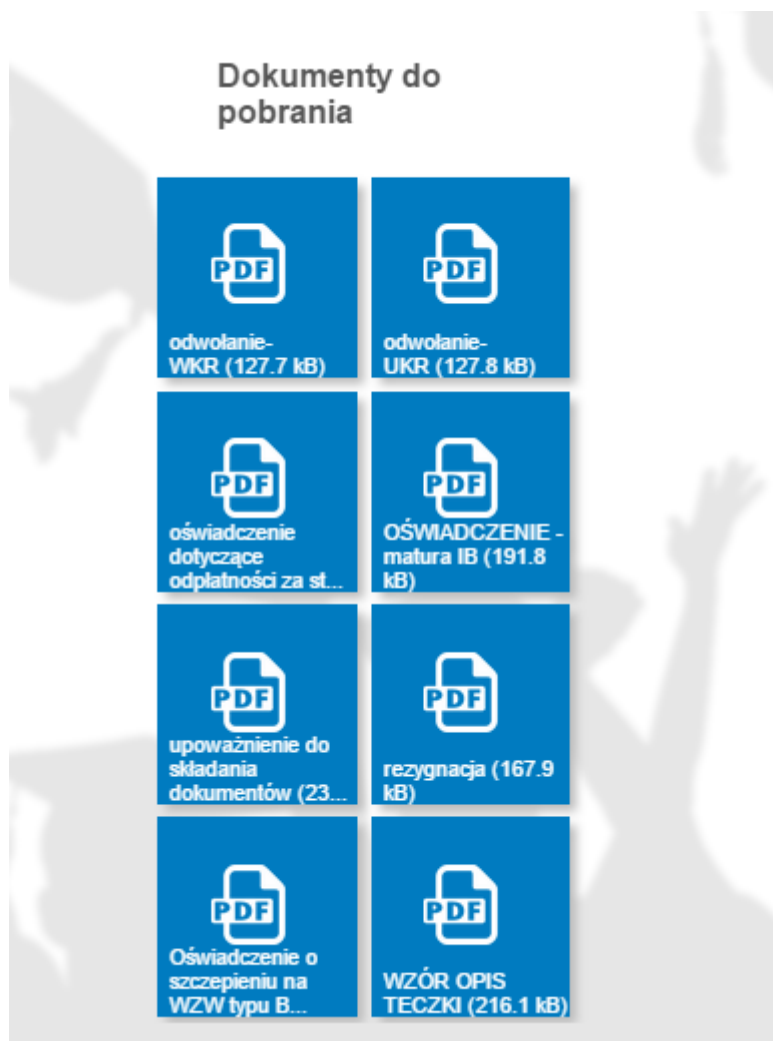 Dokumenty do
pobrania
PDF
odwołanie-
WKR (127.7 kB)
PDF
odwołanie-
UKR (127.8 kB)
PDF
oświadczenie
dotyczące
odpłatności za st...
PDF
OŚWIADCZENIE -
matura IB (191.8
kB)
PDF
upoważnienie do
składania
dokumentów (23...
PDF
rezygnacja (167.9
kB)
PDF
Oświadczenie o
szczepieniu na
WZW typu B...
PDF
WZÓR OPIS
TECZKI (216.1 kB)